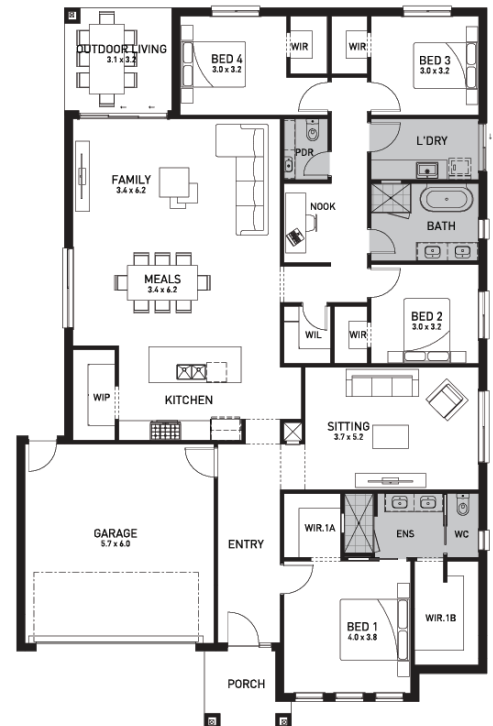 OUTDOOR LIVING
3.1 x 3.2
BED 4
3.0 x 3.2
WIR
WIR
BED 3
3.0 x 3.2
PDR
L'DRY
FAMILY
3.4 x 6.2
NOOK
BATH
MEALS
3.4 x 6.2
BED 2
3.0 x 3.2
WIL
WIR
WIP
KITCHEN
SITTING
3.7 x 5.2
GARAGE
5.7 x 6.0
ENTRY
WIR.1A
ENS
WC
BED 1
4.0 x 3.8
WIR.1B
PORCH